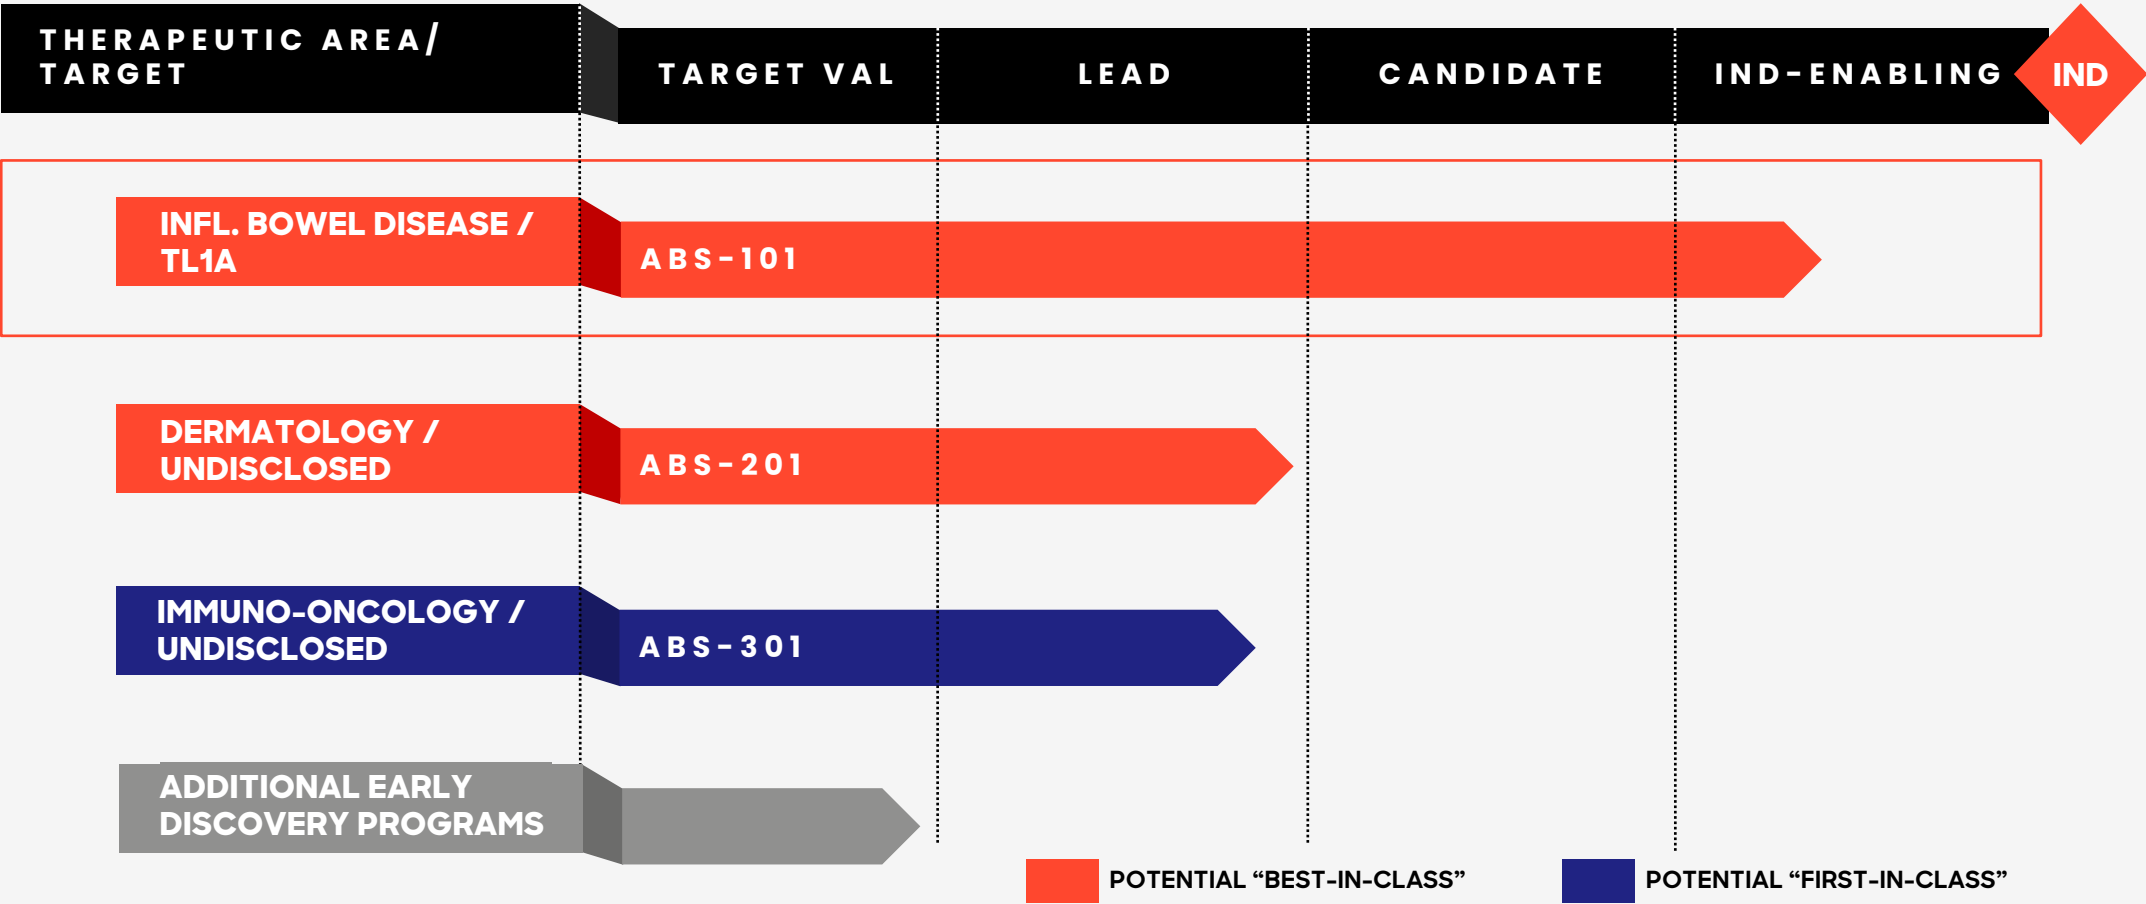 THERAPEUTIC AREA/
TARGET
TARGET VAL
LEAD
CANDIDATE
IND-ENABLING
IND
INFL. BOWEL DISEASE /
TL1A
ABS-101
DERMATOLOGY /
UNDISCLOSED
ABS-201
IMMUNO-ONCOLOGY /
UNDISCLOSED
ABS-301
ADDITIONAL EARLY
DISCOVERY PROGRAMS
POTENTIAL “BEST-IN-CLASS”
POTENTIAL “FIRST-IN-CLASS”